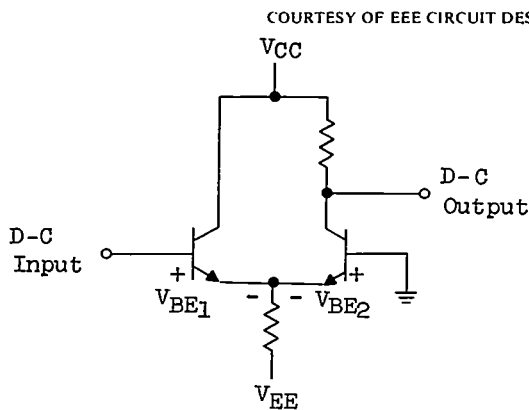 COURTESY OF EEE CIRCUIT DES
VCC
D-C
Output
D-C
Input
+
+
VBE1
-
-
VBE2
VEE